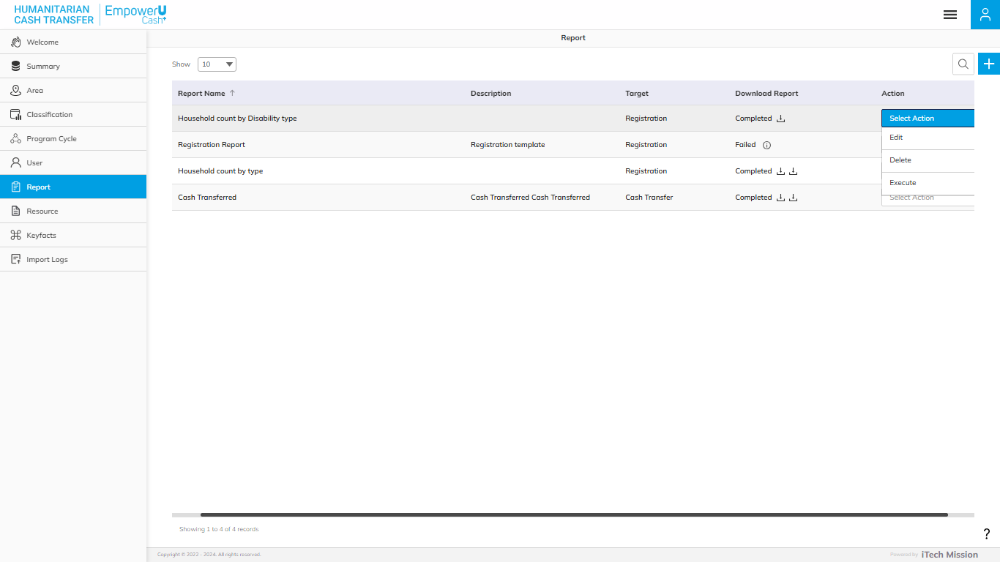 HUMANITARIAN
CASH TRANSFER
EmpowerU
Cash+
Report
Welcome
Summary
Area
Classification
Program Cycle
User
Report
Resource
Keyfacts
Import Logs
Show 10
Report Name Description Target Download Report Action
Household count by Disability type Registration Completed Select Action
Edit
Registration Report Registration template Registration Failed
Delete
Household count by type Registration Completed
Execute
Cash Transferred Cash Transferred Cash Transferred Cash Transfer Completed Select Action
Showing 1 to 4 of 4 records
?
Copyright © 2022 - 2024. All rights reserved. Powered by iTech Mission